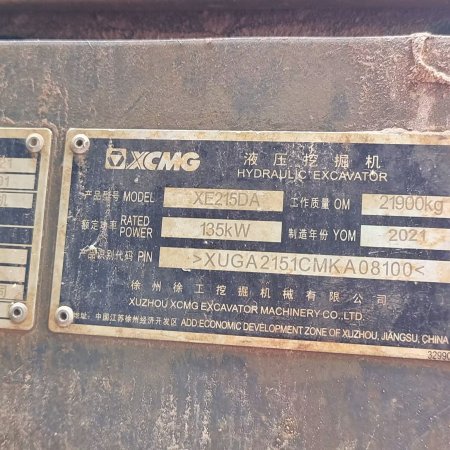 XCMG 液压挖掘机
HYDRAULIC EXCAVATOR
产品型号 MODEL XE215DA 工作质量 OM 21900kg
额定功率 RATED POWER 135kW 制造年份 YOM 2021
产品识别代码 PIN >XUGA2151CMKA08100<
徐州徐工挖掘机械有限公司
XUZHOU XCMG EXCAVATOR MACHINERY CO.,LTD.
地址: 中国江苏徐州经济开发区 ADD ECONOMIC DEVELOPMENT ZONE OF XUZHOU, JIANGSU, CHINA